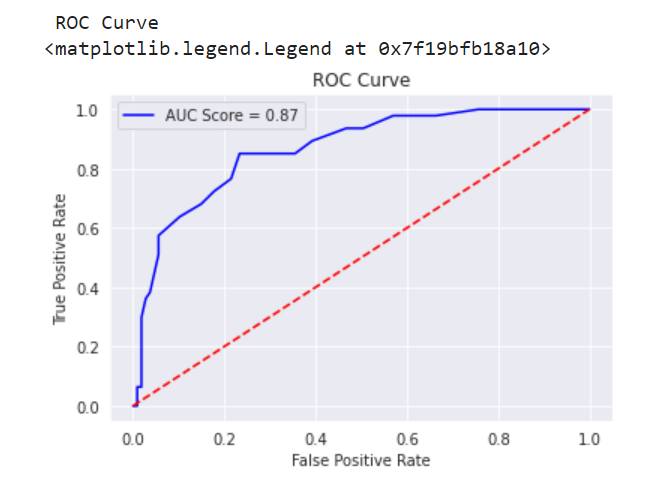 ROC Curve
<matplotlib.legend.Legend at 0x7f19bfb18a10>
ROC Curve
AUC Score = 0.87
True Positive Rate
1.0
0.8
0.6
0.4
0.2
0.0
0.0 0.2 0.4 0.6 0.8 1.0
False Positive Rate